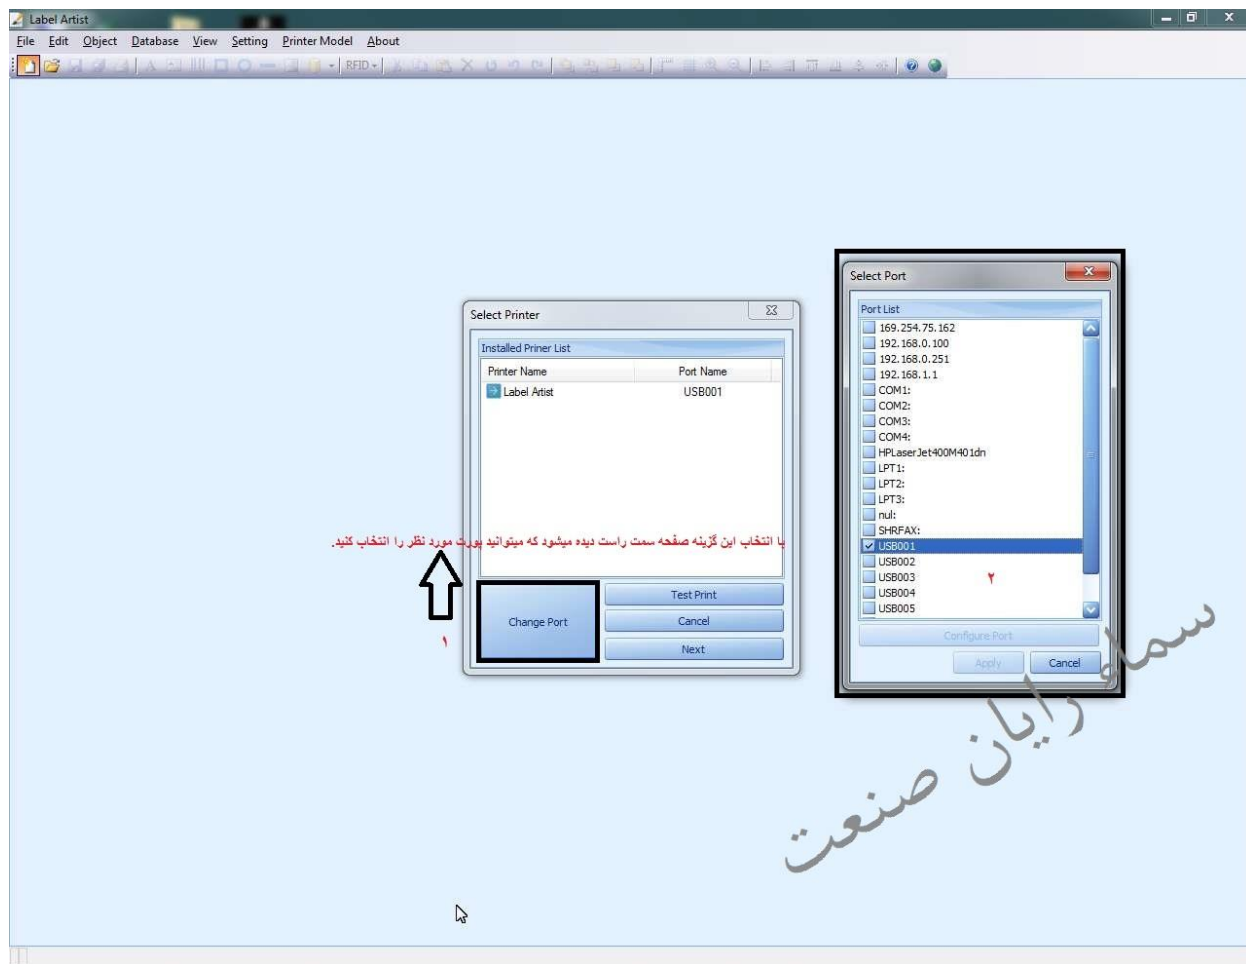 Label Artist
File Edit Object Database View Setting Printer Model About
RFID
Select Printer
Installed Priner List
Printer Name Port Name
Label Artist USB001
با انتخاب این گزینه صفحه سمت راست دیده میشود که میتوانید پورت مورد نظر را انتخاب کنید.
۱
Change Port
Test Print
Cancel
Next
Select Port
Port List
169.254.75.162
192.168.0.100
192.168.0.251
192.168.1.1
COM1:
COM2:
COM3:
COM4:
HPLaserJet400M401dn
LPT1:
LPT2:
LPT3:
nul:
SHRFAX:
USB001
USB002
USB003
۲
USB004
USB005
Configure Port
Apply Cancel
سماء رایان صنعت